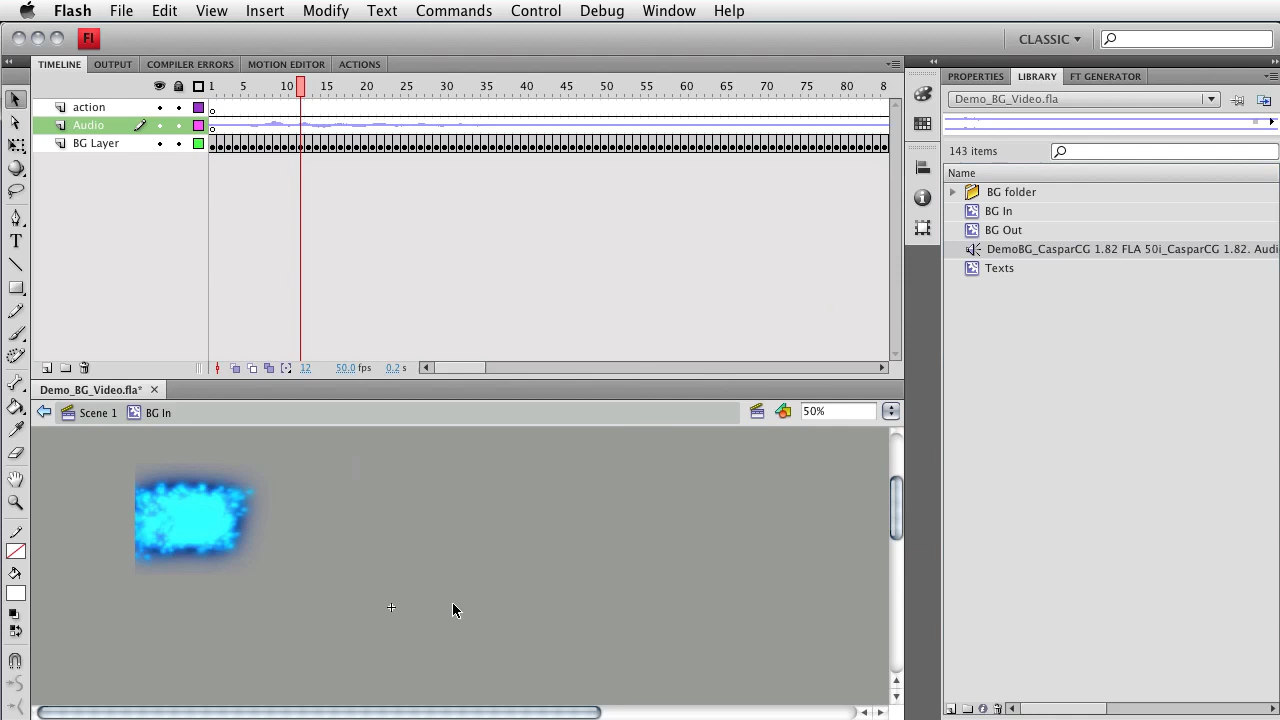 Flash File Edit View Insert Modify Text Commands Control Debug Window Help
Fl CLASSIC
TIMELINE OUTPUT COMPILER ERRORS MOTION EDITOR ACTIONS
1 5 10 15 20 25 30 35 40 45 50 55 60 65 70 75 80 8
action
Audio
BG Layer
12 50.0 fps 0.2 s
Demo_BG_Video.fla*
Scene 1 BG In 50%
T
PROPERTIES LIBRARY FT GENERATOR
Demo_BG_Video.fla
143 items
Name
BG folder
BG In
BG Out
DemoBG_CasparCG 1.82 FLA 50i_CasparCG 1.82. Audi
Texts